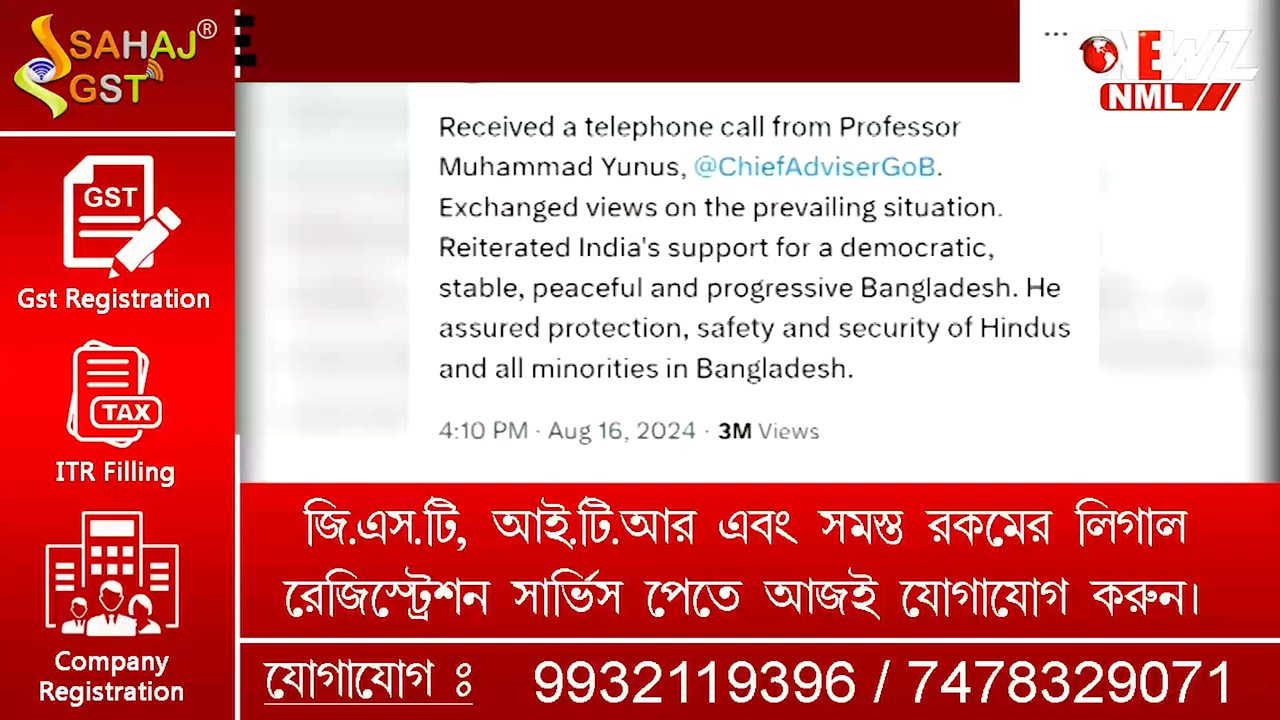 SAHAJ®
GST
GST
Gst Registration
TAX
ITR Filling
Company
Registration
...
NEWZ
NML
Received a telephone call from Professor
Muhammad Yunus, @ChiefAdviserGoB.
Exchanged views on the prevailing situation.
Reiterated India's support for a democratic,
stable, peaceful and progressive Bangladesh. He
assured protection, safety and security of Hindus
and all minorities in Bangladesh.
4:10 PM · Aug 16, 2024 · 3M Views
জি.এস.টি, আই.টি.আর এবং সমস্ত রকমের লিগাল
রেজিস্ট্রেশন সার্ভিস পেতে আজই যোগাযোগ করুন।
যোগাযোগ ঃ 9932119396 / 7478329071